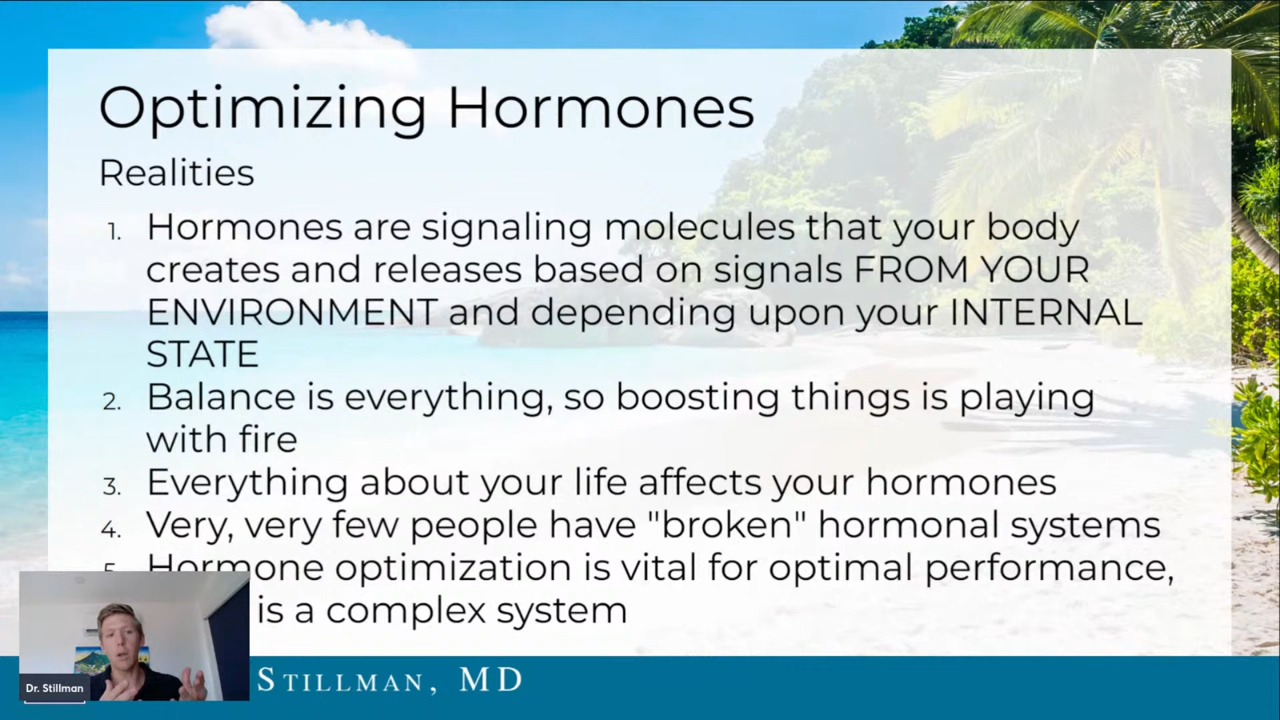 Optimizing Hormones
Realities
1. Hormones are signaling molecules that your body
creates and releases based on signals FROM YOUR
ENVIRONMENT and depending upon your INTERNAL
STATE
2. Balance is everything, so boosting things is playing
with fire
3. Everything about your life affects your hormones
4. Very, very few people have "broken" hormonal systems
Hormone optimization is vital for optimal performance,
is a complex system
STILLMAN, MD
Dr. Stillman